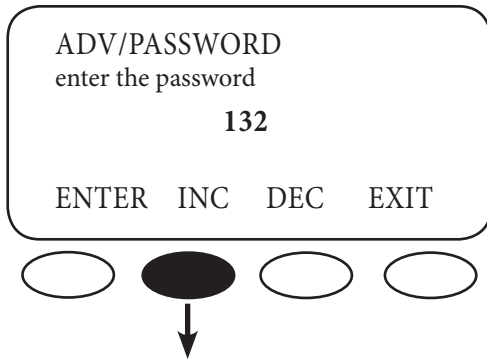 ADV/PASSWORD
enter the password
132
ENTER INC DEC EXIT